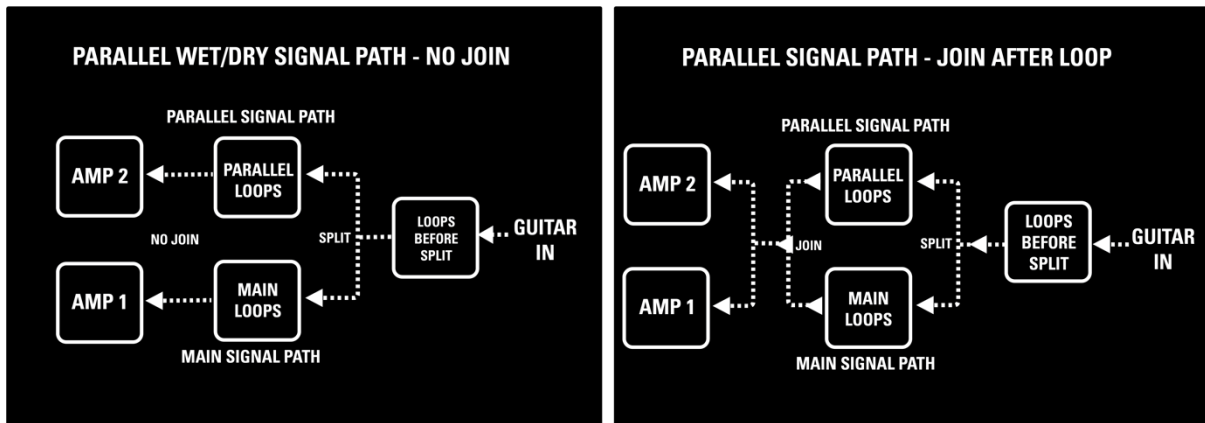 PARALLEL WET/DRY SIGNAL PATH - NO JOIN
PARALLEL SIGNAL PATH
AMP 2
PARALLEL
LOOPS
NO JOIN
SPLIT
LOOPS
BEFORE
SPLIT
GUITAR
IN
AMP 1
MAIN
LOOPS
MAIN SIGNAL PATH
PARALLEL SIGNAL PATH - JOIN AFTER LOOP
PARALLEL SIGNAL PATH
AMP 2
PARALLEL
LOOPS
JOIN
SPLIT
LOOPS
BEFORE
SPLIT
GUITAR
IN
AMP 1
MAIN
LOOPS
MAIN SIGNAL PATH